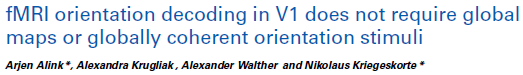 fMRI orientation decoding in V1 does not require global
maps or globally coherent orientation stimuli
Arjen Alink*, Alexandra Krugliak, Alexander Walther and Nikolaus Kriegeskorte*